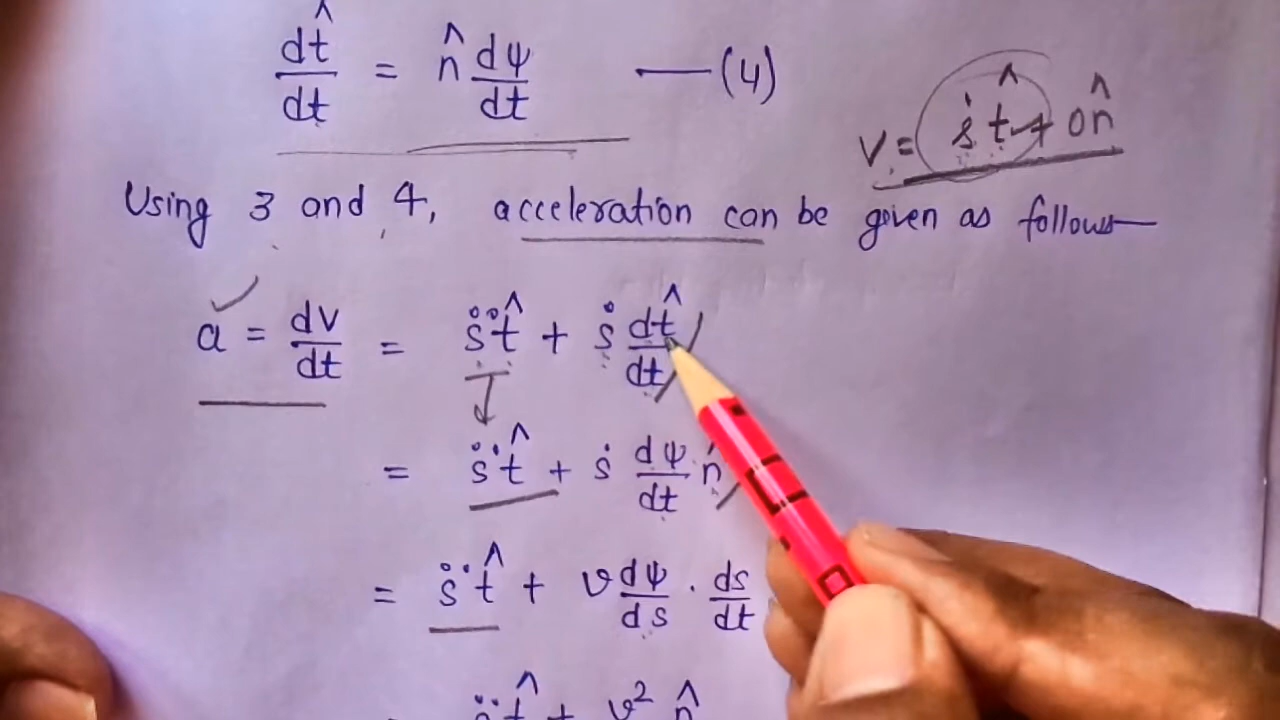 dt̂/dt = n̂ dψ/dt —(4)
v = ṡ t̂ + 0n̂
Using 3 and 4, acceleration can be given as follows—
a = dv/dt = s̈ t̂ + ṡ dt̂/dt
= s̈ t̂ + ṡ dψ/dt n̂
= s̈ t̂ + v dψ/ds · ds/dt
s̈ t̂ + v² n̂